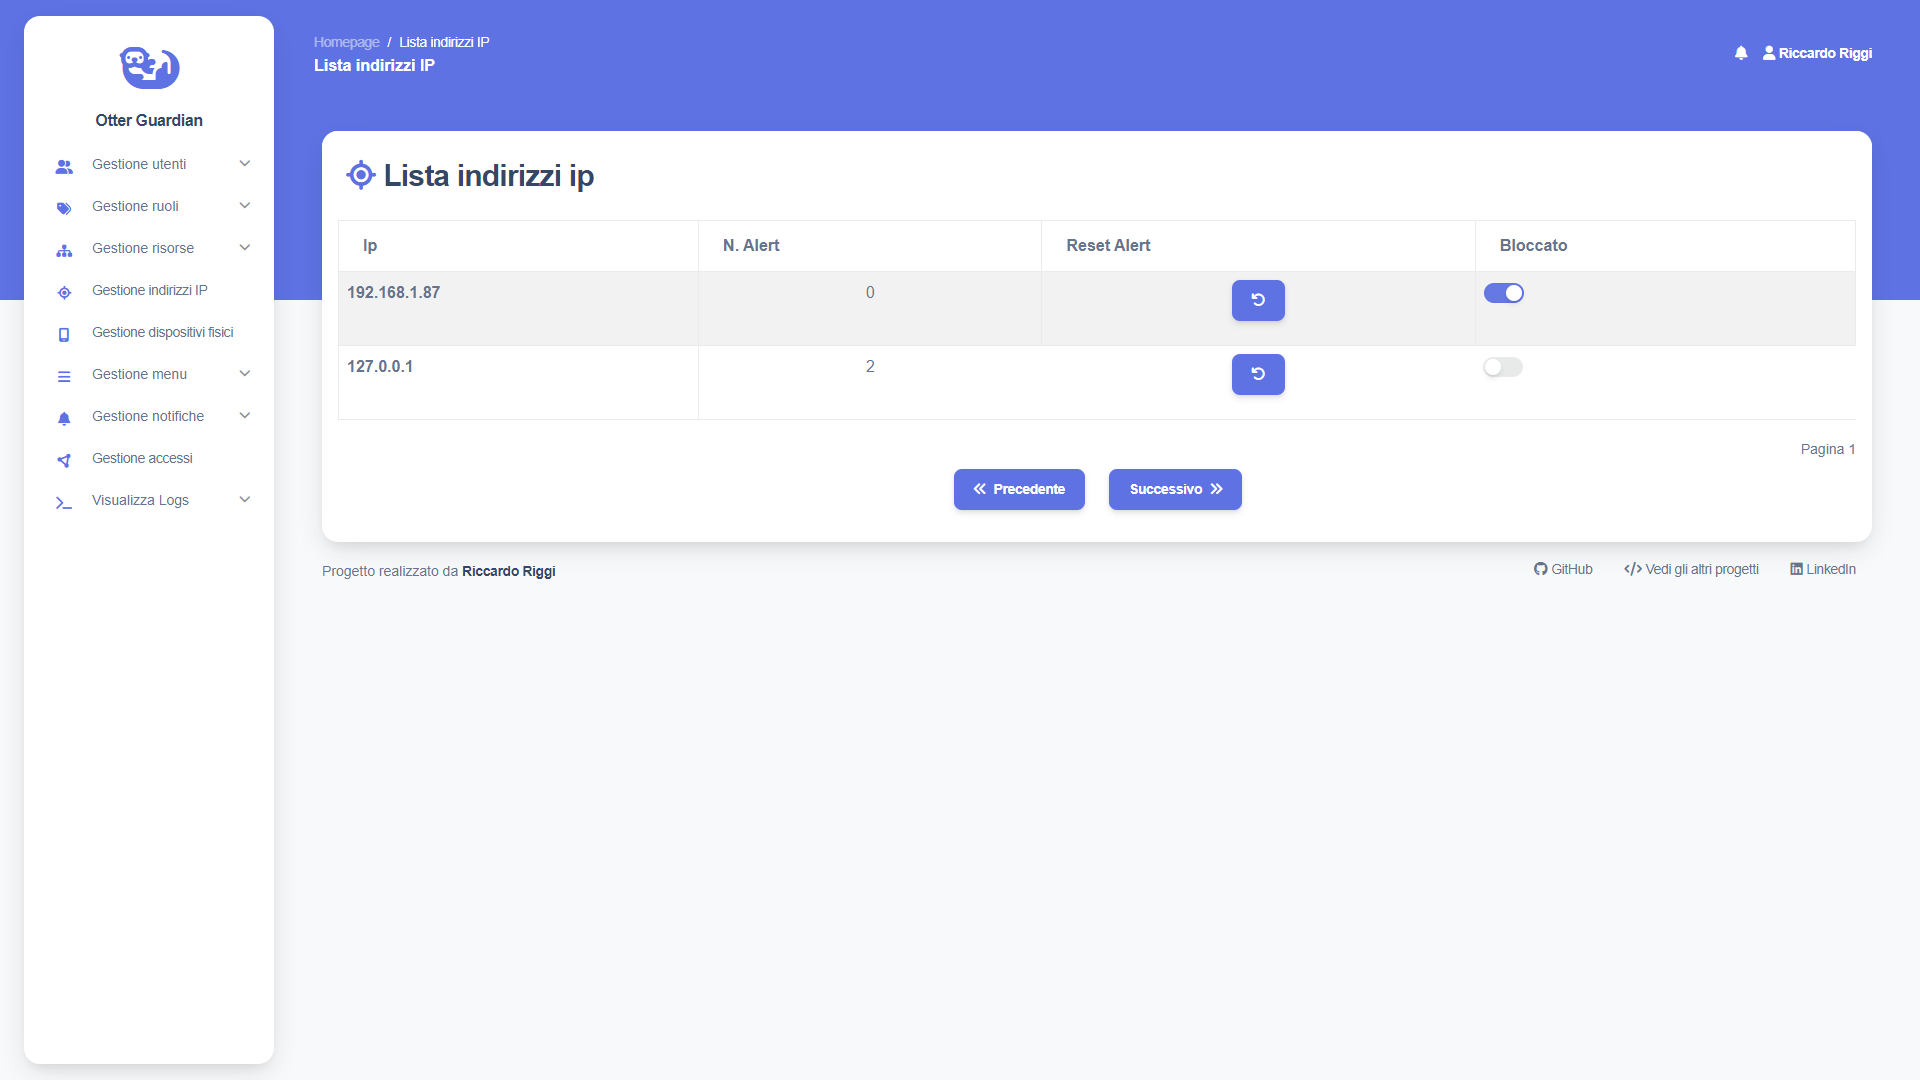 Homepage / Lista indirizzi IP
Lista indirizzi IP
Riccardo Riggi
Otter Guardian
Gestione utenti
Gestione ruoli
Gestione risorse
Gestione indirizzi IP
Gestione dispositivi fisici
Gestione menu
Gestione notifiche
Gestione accessi
Visualizza Logs
Lista indirizzi ip
Ip N. Alert Reset Alert Bloccato
192.168.1.87 0
127.0.0.1 2
Pagina 1
Precedente Successivo
Progetto realizzato da Riccardo Riggi
GitHub Vedi gli altri progetti LinkedIn